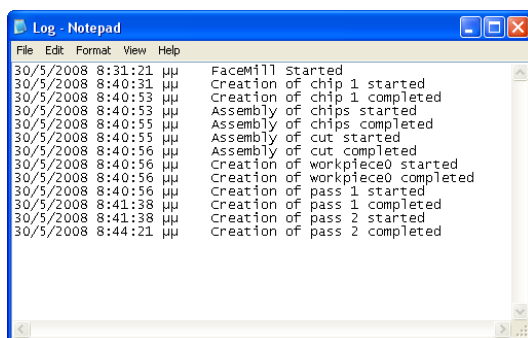 Log - Notepad
File Edit Format View Help
30/5/2008 8:31:21 μμ FaceMill Started
30/5/2008 8:40:31 μμ Creation of chip 1 started
30/5/2008 8:40:53 μμ Creation of chip 1 completed
30/5/2008 8:40:53 μμ Assembly of chips started
30/5/2008 8:40:55 μμ Assembly of chips completed
30/5/2008 8:40:55 μμ Assembly of cut started
30/5/2008 8:40:56 μμ Assembly of cut completed
30/5/2008 8:40:56 μμ Creation of workpiece0 started
30/5/2008 8:40:56 μμ Creation of workpiece0 completed
30/5/2008 8:40:56 μμ Creation of pass 1 started
30/5/2008 8:41:38 μμ Creation of pass 1 completed
30/5/2008 8:41:38 μμ Creation of pass 2 started
30/5/2008 8:44:21 μμ Creation of pass 2 completed